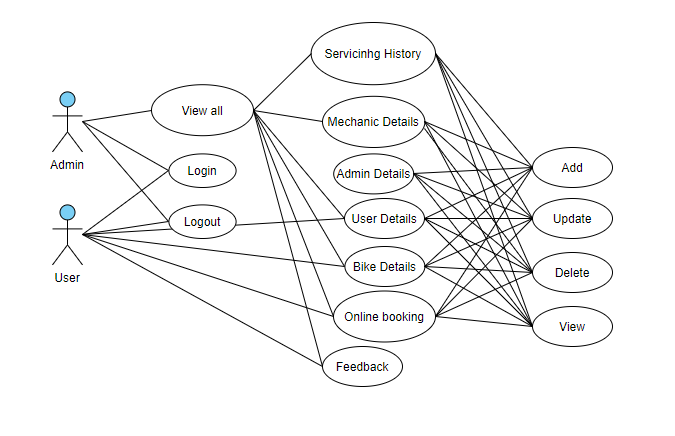 Servicinhg History
View all
Mechanic Details
Admin
Login
Admin Details
Add
Logout
User Details
Update
User
Bike Details
Delete
Online booking
View
Feedback